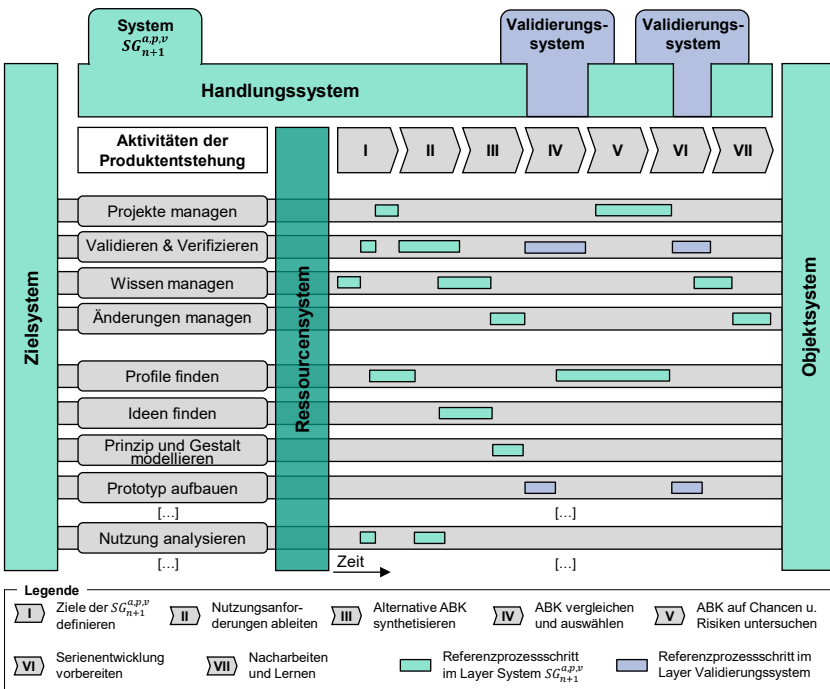 System
SG_{n+1}^{a,p,v}
Validierungs-
system
Validierungs-
system
Handlungssystem
Zielsystem
Aktivitäten der
Produktentstehung
Ressourcensystem
I
II
III
IV
V
VI
VII
Objektsystem
Projekte managen
Validieren & Verifizieren
Wissen managen
Änderungen managen
Profile finden
Ideen finden
Prinzip und Gestalt
modellieren
Prototyp aufbauen
[...]
[...]
Nutzung analysieren
[...]
Zeit
[...]
Legende
I
Ziele der SG_{n+1}^{a,p,v}
definieren
II
Nutzungsanfor-
derungen ableiten
III
Alternative ABK
synthetisieren
IV
ABK vergleichen
und auswählen
V
ABK auf Chancen u.
Risiken untersuchen
VI
Serienentwicklung
vorbereiten
VII
Nacharbeiten
und Lernen
Referenzprozessschritt
im Layer System SG_{n+1}^{a,p,v}
Referenzprozessschritt im
Layer Validierungssystem